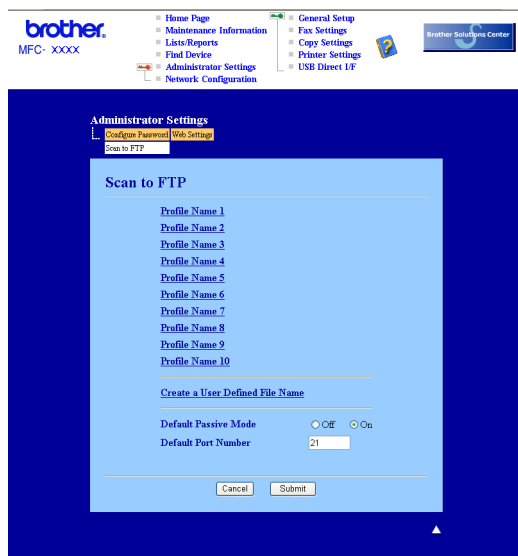 brother®
MFC- XXXX
Home Page
Maintenance Information
Lists/Reports
Find Device
Administrator Settings
Network Configuration
General Setup
Fax Settings
Copy Settings
Printer Settings
USB Direct I/F
Brother Solutions Center
Administrator Settings
Configure Password Web Settings
Scan to FTP
Scan to FTP
Profile Name 1
Profile Name 2
Profile Name 3
Profile Name 4
Profile Name 5
Profile Name 6
Profile Name 7
Profile Name 8
Profile Name 9
Profile Name 10
Create a User Defined File Name
Default Passive Mode Off On
Default Port Number 21
Cancel Submit